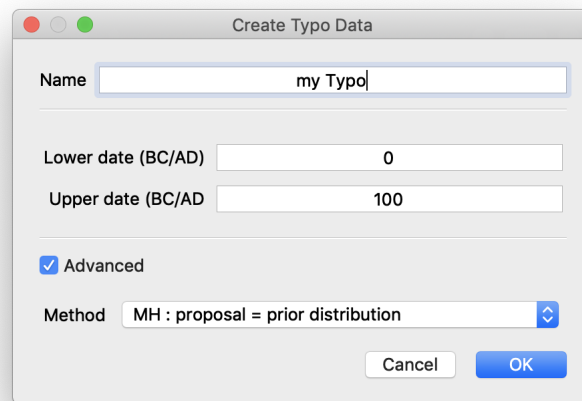 Create Typo Data
Name my Typo
Lower date (BC/AD) 0
Upper date (BC/AD 100
Advanced
Method MH : proposal = prior distribution
Cancel OK